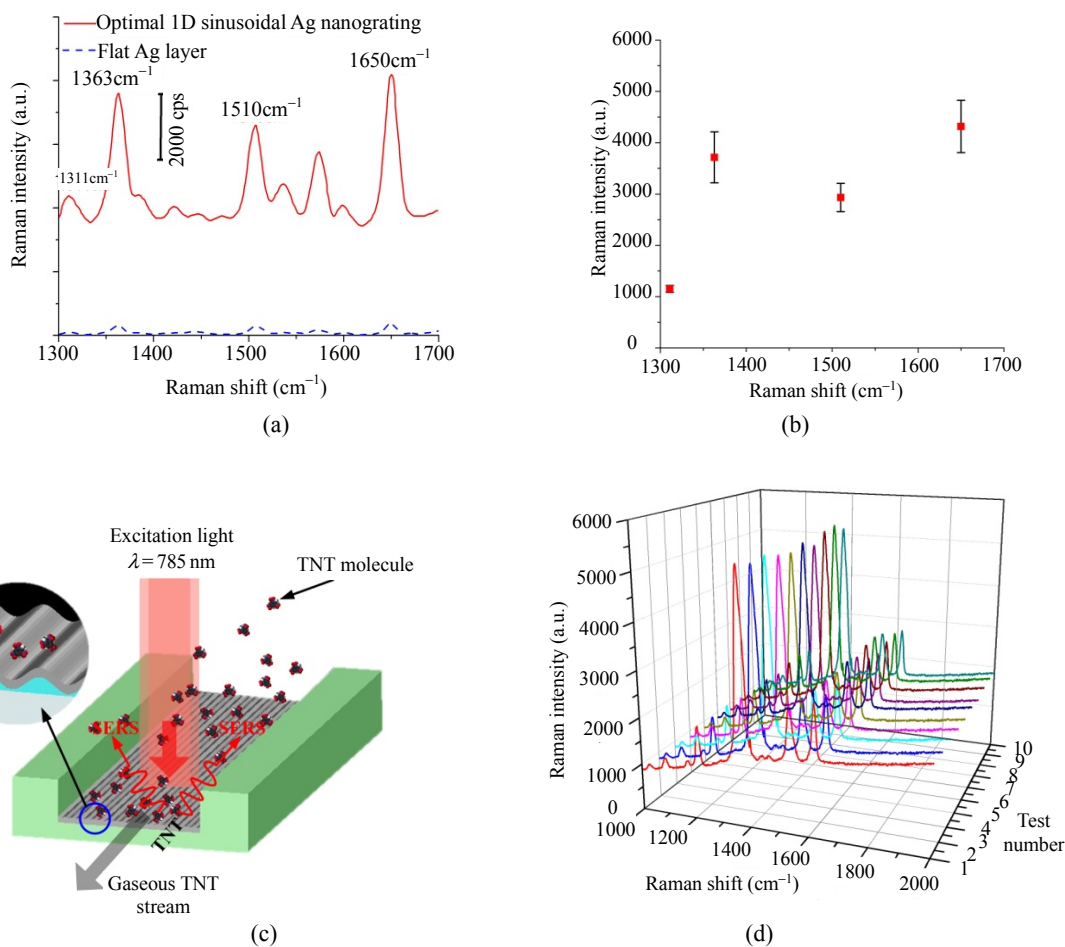 Optimal 1D sinusoidal Ag nanograting
Flat Ag layer
1363cm⁻¹
1650cm⁻¹
1510cm⁻¹
1311cm⁻¹
2000 cps
Raman intensity (a.u.)
1300 1400 1500 1600 1700
Raman shift (cm⁻¹)
(a)
6000
5000
4000
3000
2000
1000
0
Raman intensity (a.u.)
1300 1400 1500 1600 1700
Raman shift (cm⁻¹)
(b)
Excitation light
λ = 785 nm
TNT molecule
SERS
SERS
TNT
Gaseous TNT
stream
(c)
6000
5000
4000
3000
2000
1000
0
Raman intensity (a.u.)
1000 1200 1400 1600 1800 2000
Raman shift (cm⁻¹)
10
9
8
7
6
5
4
3
2
1
Test
number
(d)